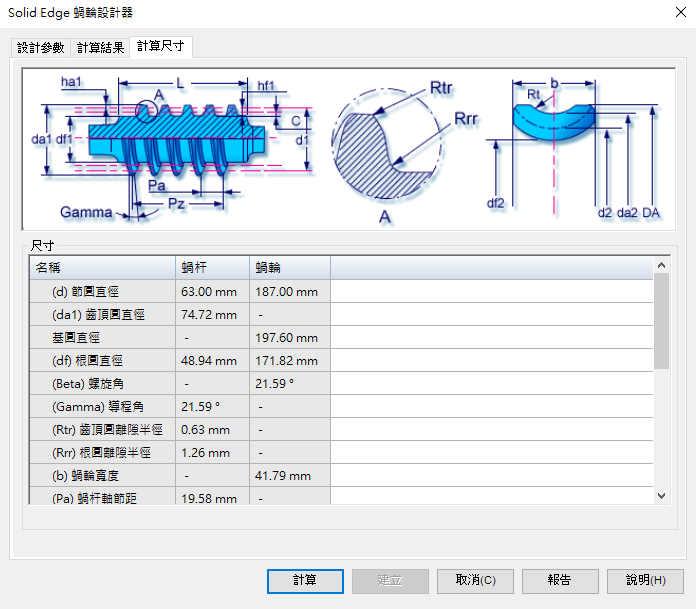 Solid Edge 蝸輪設計器
設計參數 計算結果 計算尺寸
ha1 L hf1 A C da1 df1 d1 Pa Pz Gamma
Rtr Rrr A
b Rt df2 d2 da2 DA
尺寸
名稱 蝸杆 蝸輪
(d) 節圓直徑 63.00 mm 187.00 mm
(da1) 齒頂圓直徑 74.72 mm -
基圓直徑 - 197.60 mm
(df) 根圓直徑 48.94 mm 171.82 mm
(Beta) 螺旋角 - 21.59 °
(Gamma) 導程角 21.59 ° -
(Rtr) 齒頂圓離隙半徑 0.63 mm -
(Rrr) 根圓離隙半徑 1.26 mm -
(b) 蝸輪寬度 - 41.79 mm
(Pa) 蝸杆軸節距 19.58 mm -
計算 建立 取消(C) 報告 說明(H)